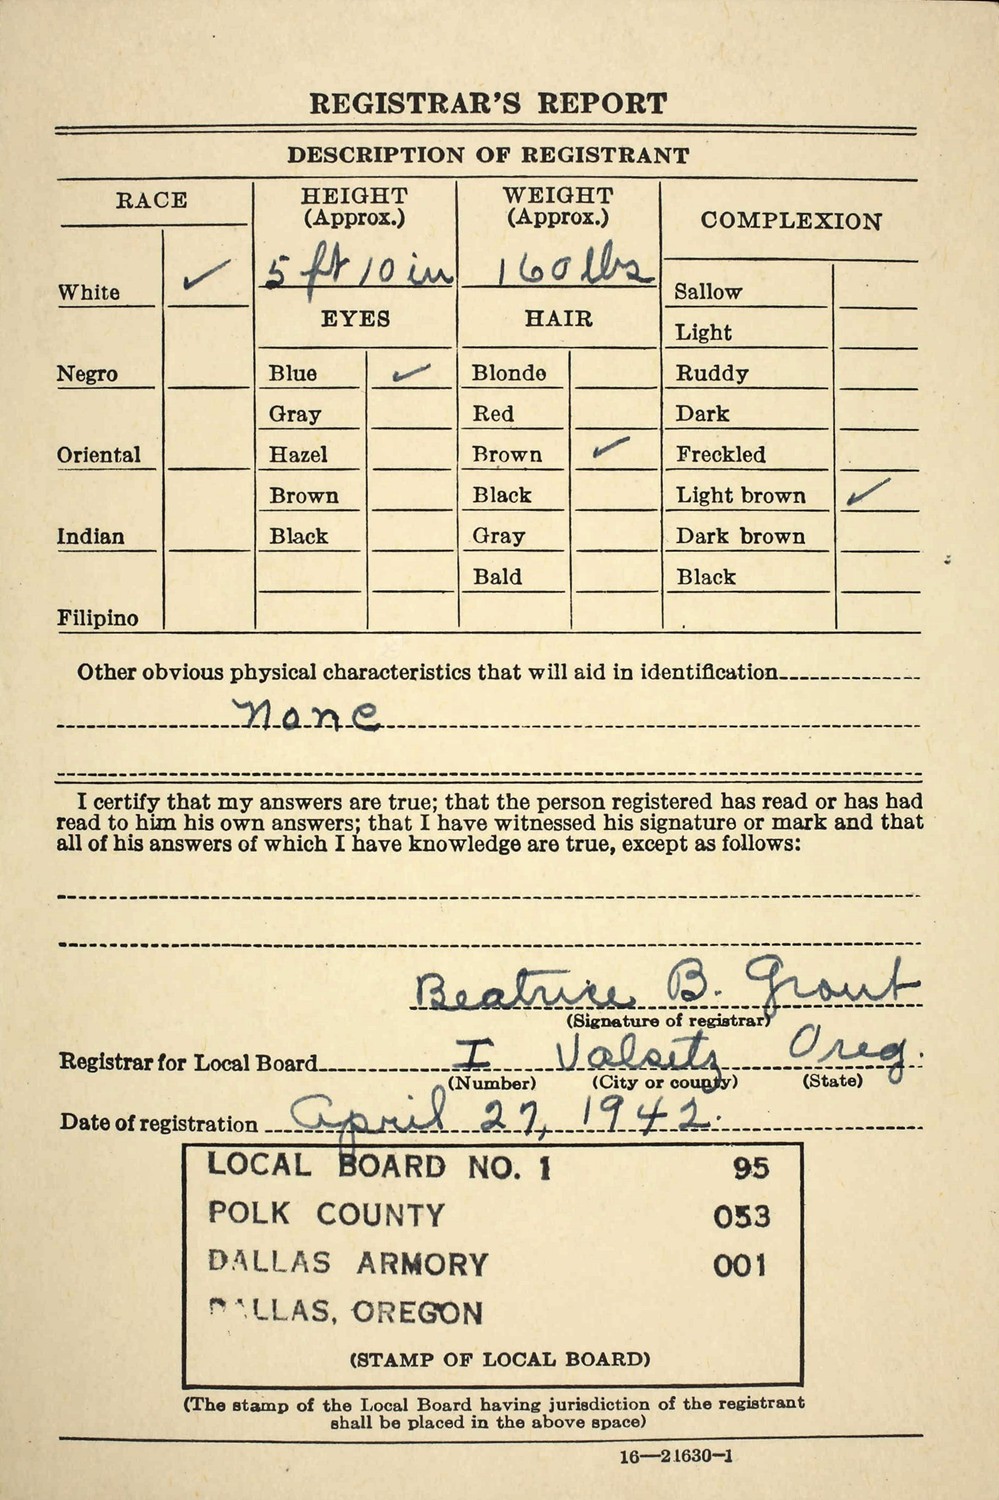 REGISTRAR'S REPORT
DESCRIPTION OF REGISTRANT
RACE
HEIGHT
(Approx.)
WEIGHT
(Approx.)
COMPLEXION
5 ft 10 in
160 lbs
White ✓
Sallow
EYES
HAIR
Light
Negro
Blue ✓
Blonde
Ruddy
Gray
Red
Dark
Oriental
Hazel
Brown ✓
Freckled
Brown
Black
Light brown ✓
Indian
Black
Gray
Dark brown
Bald
Black
Filipino
Other obvious physical characteristics that will aid in identification
None
I certify that my answers are true; that the person registered has read or has had
read to him his own answers; that I have witnessed his signature or mark and that
all of his answers of which I have knowledge are true, except as follows:
Beatrice B. Grout
(Signature of registrar)
Registrar for Local Board I Valsetz Oreg.
(Number) (City or county) (State)
Date of registration April 27, 1942.
LOCAL BOARD NO. 1 95
POLK COUNTY 053
DALLAS ARMORY 001
DALLAS, OREGON
(STAMP OF LOCAL BOARD)
(The stamp of the Local Board having jurisdiction of the registrant
shall be placed in the above space)
16—21630-1